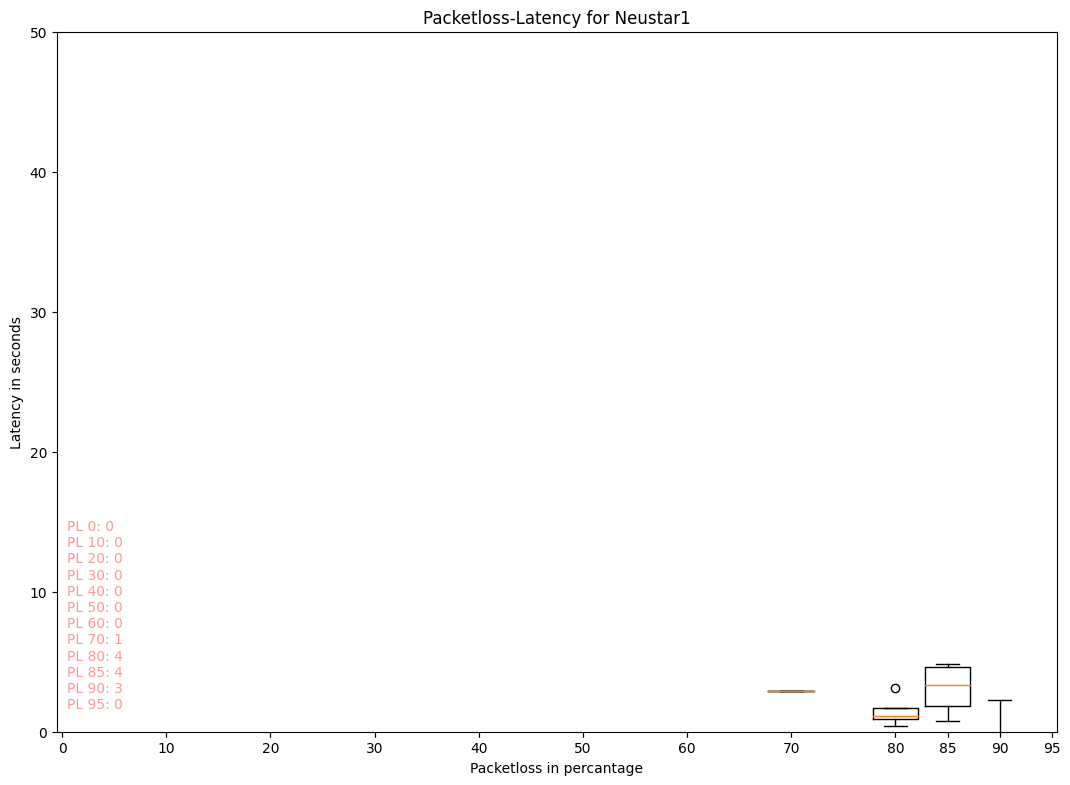 Packetloss-Latency for Neustar1
50
40
30
20
10
0
Latency in seconds
PL 0: 0
PL 10: 0
PL 20: 0
PL 30: 0
PL 40: 0
PL 50: 0
PL 60: 0
PL 70: 1
PL 80: 4
PL 85: 4
PL 90: 3
PL 95: 0
0 10 20 30 40 50 60 70 80 85 90 95
Packetloss in percantage